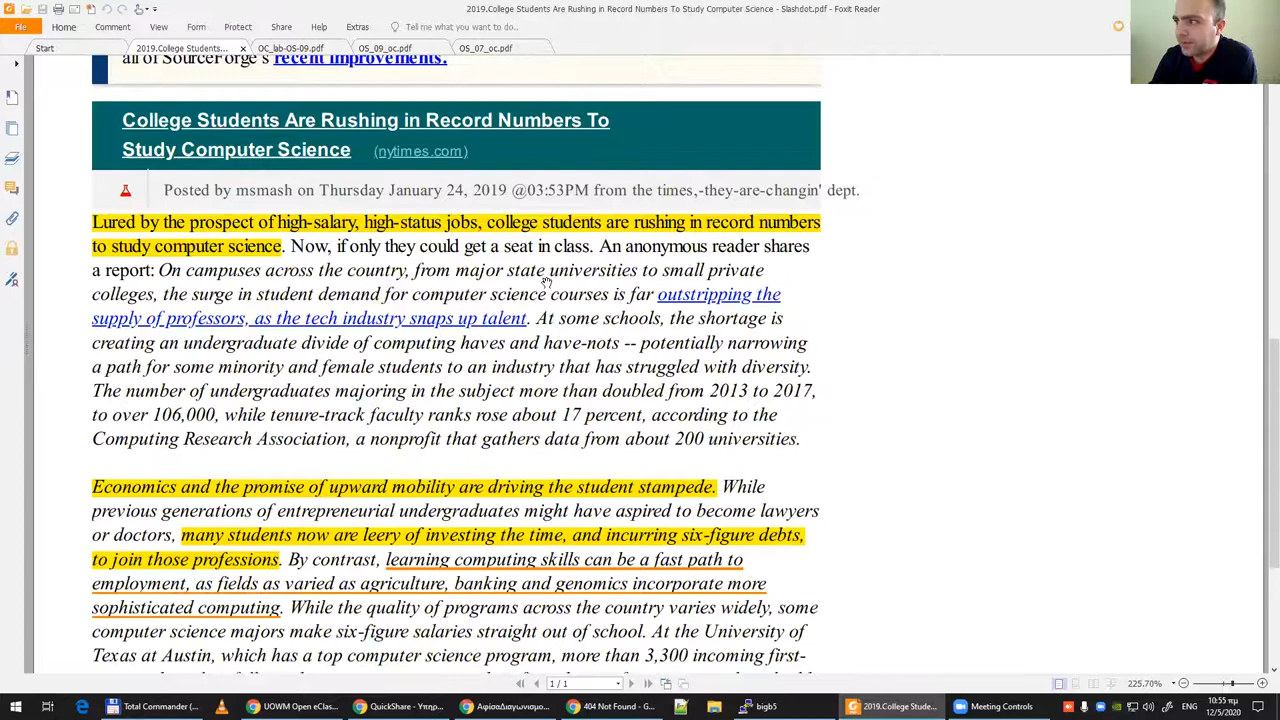 2019.College Students Are Rushing in Record Numbers To Study Computer Science - Slashdot.pdf - Foxit Reader
File
Home
Comment
View
Form
Protect
Share
Help
Extras
Tell me what you want to do...
Start
2019.College Students...
OC_lab-OS-09.pdf
OS_09_oc.pdf
OS_07_oc.pdf
all of SourceForge's recent improvements.
College Students Are Rushing in Record Numbers To
Study Computer Science (nytimes.com)
Posted by msmash on Thursday January 24, 2019 @03:53PM from the times,-they-are-changin' dept.
Lured by the prospect of high-salary, high-status jobs, college students are rushing in record numbers
to study computer science. Now, if only they could get a seat in class. An anonymous reader shares
a report: On campuses across the country, from major state universities to small private
colleges, the surge in student demand for computer science courses is far outstripping the
supply of professors, as the tech industry snaps up talent. At some schools, the shortage is
creating an undergraduate divide of computing haves and have-nots -- potentially narrowing
a path for some minority and female students to an industry that has struggled with diversity.
The number of undergraduates majoring in the subject more than doubled from 2013 to 2017,
to over 106,000, while tenure-track faculty ranks rose about 17 percent, according to the
Computing Research Association, a nonprofit that gathers data from about 200 universities.
Economics and the promise of upward mobility are driving the student stampede. While
previous generations of entrepreneurial undergraduates might have aspired to become lawyers
or doctors, many students now are leery of investing the time, and incurring six-figure debts,
to join those professions. By contrast, learning computing skills can be a fast path to
employment, as fields as varied as agriculture, banking and genomics incorporate more
sophisticated computing. While the quality of programs across the country varies widely, some
computer science majors make six-figure salaries straight out of school. At the University of
Texas at Austin, which has a top computer science program, more than 3,300 incoming first-
1 / 1
225.70%
Total Commander (...
UOWM Open eClas...
QuickShare - Υπηρ...
ΑψίσαΔιαγωνισμο...
404 Not Found - G...
bigb5
2019.College Stude...
Meeting Controls
10:55 πμ
12/5/2020